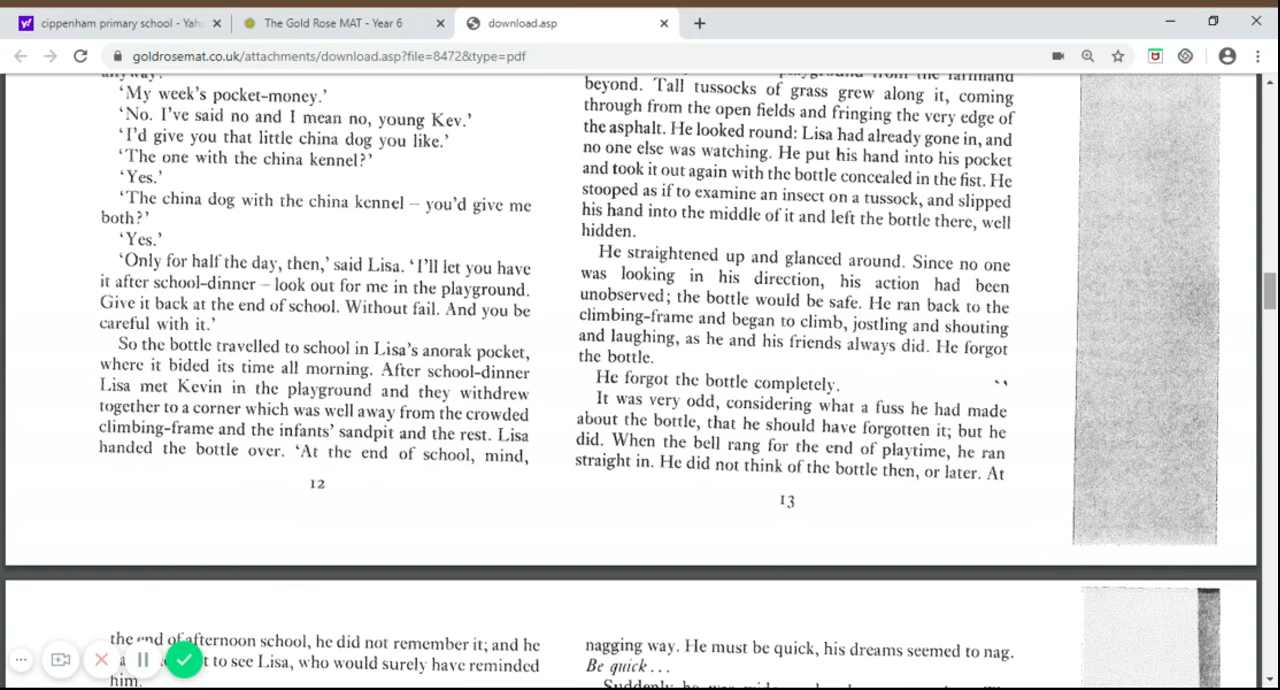 cippenham primary school - Yah
The Gold Rose MAT - Year 6
download.asp
goldrosemat.co.uk/attachments/download.asp?file=8472&type=pdf
anyway.
‘My week’s pocket-money.’
‘No. I’ve said no and I mean no, young Kev.’
‘I’d give you that little china dog you like.’
‘The one with the china kennel?’
‘Yes.’
‘The china dog with the china kennel – you’d give me
both?’
‘Yes.’
‘Only for half the day, then,’ said Lisa. ‘I’ll let you have
it after school-dinner – look out for me in the playground.
Give it back at the end of school. Without fail. And you be
careful with it.’
So the bottle travelled to school in Lisa’s anorak pocket,
where it bided its time all morning. After school-dinner
Lisa met Kevin in the playground and they withdrew
together to a corner which was well away from the crowded
climbing-frame and the infants’ sandpit and the rest. Lisa
handed the bottle over. ‘At the end of school, mind,
12
from the farmland
beyond. Tall tussocks of grass grew along it, coming
through from the open fields and fringing the very edge of
the asphalt. He looked round: Lisa had already gone in, and
no one else was watching. He put his hand into his pocket
and took it out again with the bottle concealed in the fist. He
stooped as if to examine an insect on a tussock, and slipped
his hand into the middle of it and left the bottle there, well
hidden.
He straightened up and glanced around. Since no one
was looking in his direction, his action had been
unobserved; the bottle would be safe. He ran back to the
climbing-frame and began to climb, jostling and shouting
and laughing, as he and his friends always did. He forgot
the bottle.
He forgot the bottle completely.
It was very odd, considering what a fuss he had made
about the bottle, that he should have forgotten it; but he
did. When the bell rang for the end of playtime, he ran
straight in. He did not think of the bottle then, or later. At
13
the end of afternoon school, he did not remember it; and he
to see Lisa, who would surely have reminded
him.
nagging way. He must be quick, his dreams seemed to nag.
Be quick . . .
Suddenly he was